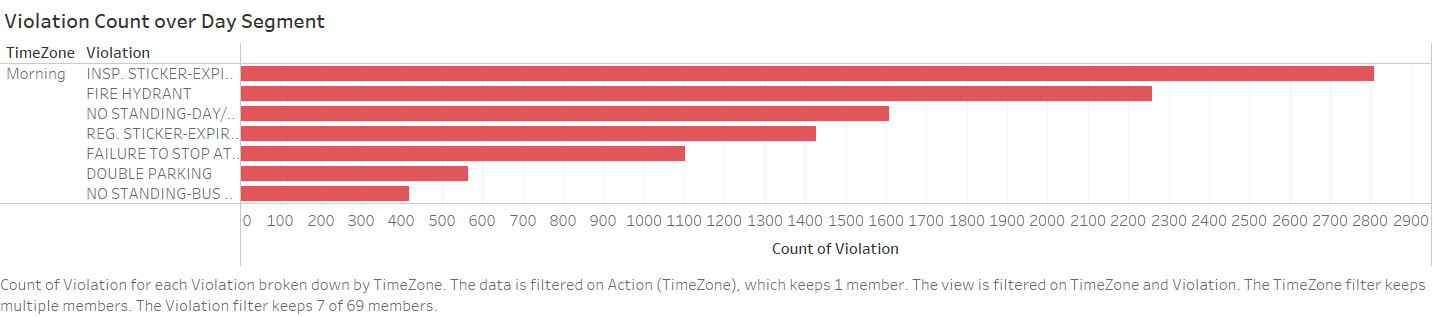 Violation Count over Day Segment
TimeZone Violation
Morning INSP. STICKER-EXPI..
FIRE HYDRANT
NO STANDING-DAY/..
REG. STICKER-EXPIR..
FAILURE TO STOP AT..
DOUBLE PARKING
NO STANDING-BUS ..
0 100 200 300 400 500 600 700 800 900 1000 1100 1200 1300 1400 1500 1600 1700 1800 1900 2000 2100 2200 2300 2400 2500 2600 2700 2800 2900
Count of Violation
Count of Violation for each Violation broken down by TimeZone. The data is filtered on Action (TimeZone), which keeps 1 member. The view is filtered on TimeZone and Violation. The TimeZone filter keeps
multiple members. The Violation filter keeps 7 of 69 members.